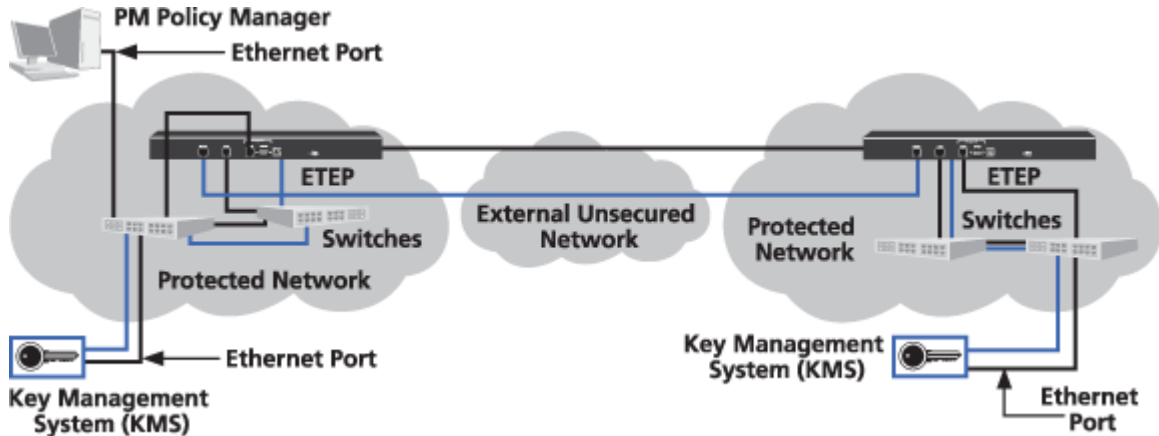 PM Policy Manager
Ethernet Port
ETEP
Switches
Protected Network
External Unsecured
Network
ETEP
Switches
Protected
Network
Ethernet Port
Key Management
System (KMS)
Key Management
System (KMS)
Ethernet
Port